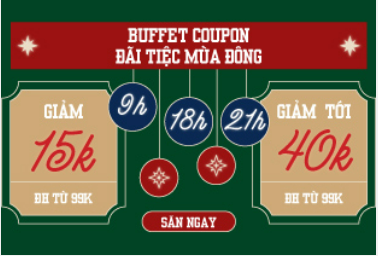 BUFFET COUPON
ĐÃI TIỆC MÙA ĐÔNG
9h
18h
21h
GIẢM
15k
ĐH TỪ 99K
GIẢM TỚI
40k
ĐH TỪ 99K
SĂN NGAY